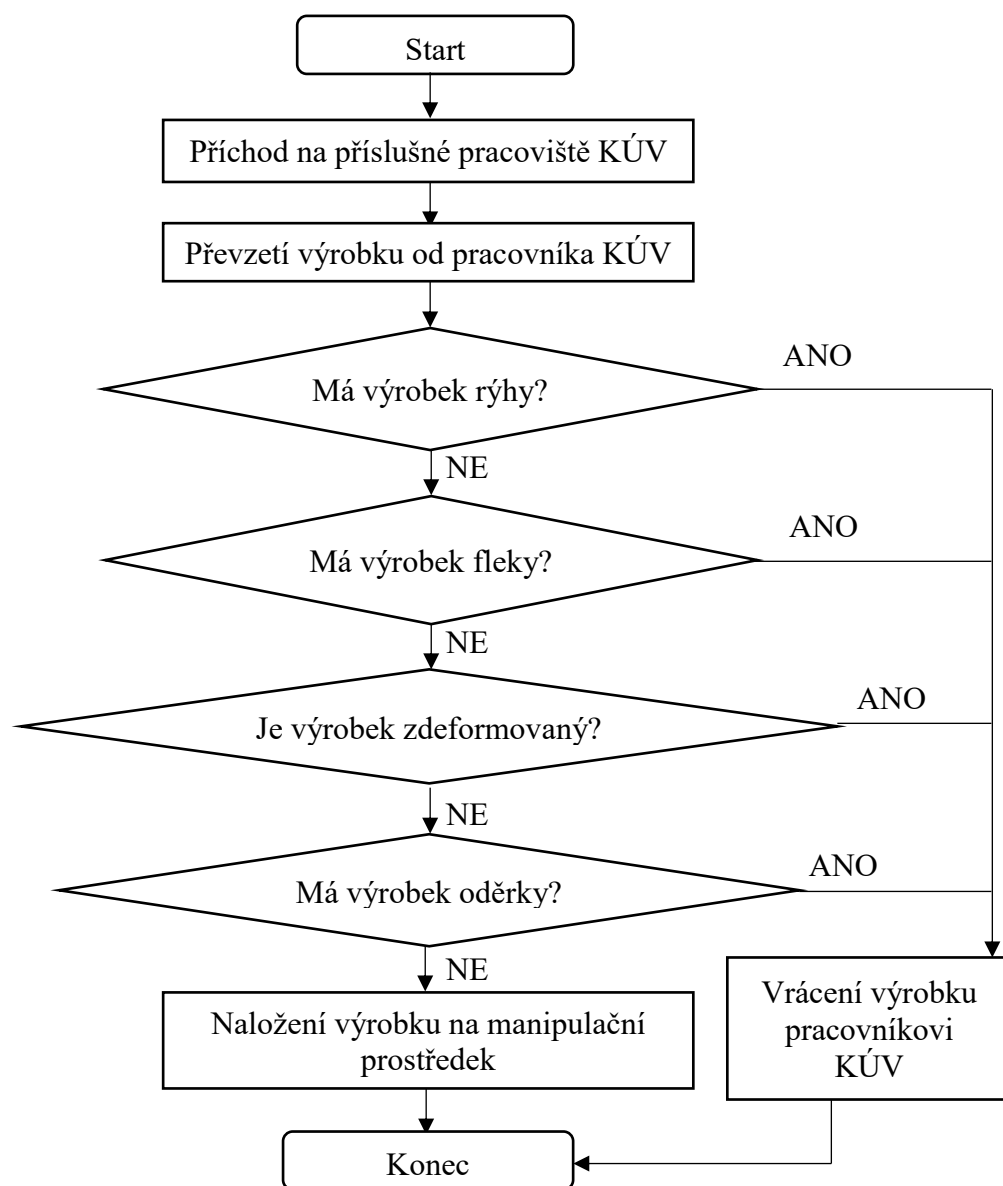 Start
Příchod na příslušné pracoviště KÚV
Převzetí výrobku od pracovníka KÚV
ANO
Má výrobek rýhy?
NE
ANO
Má výrobek fleky?
NE
ANO
Je výrobek zdeformovaný?
NE
ANO
Má výrobek oděrky?
NE
Naložení výrobku na manipulační
prostředek
Vrácení výrobku
pracovníkovi
KÚV
Konec